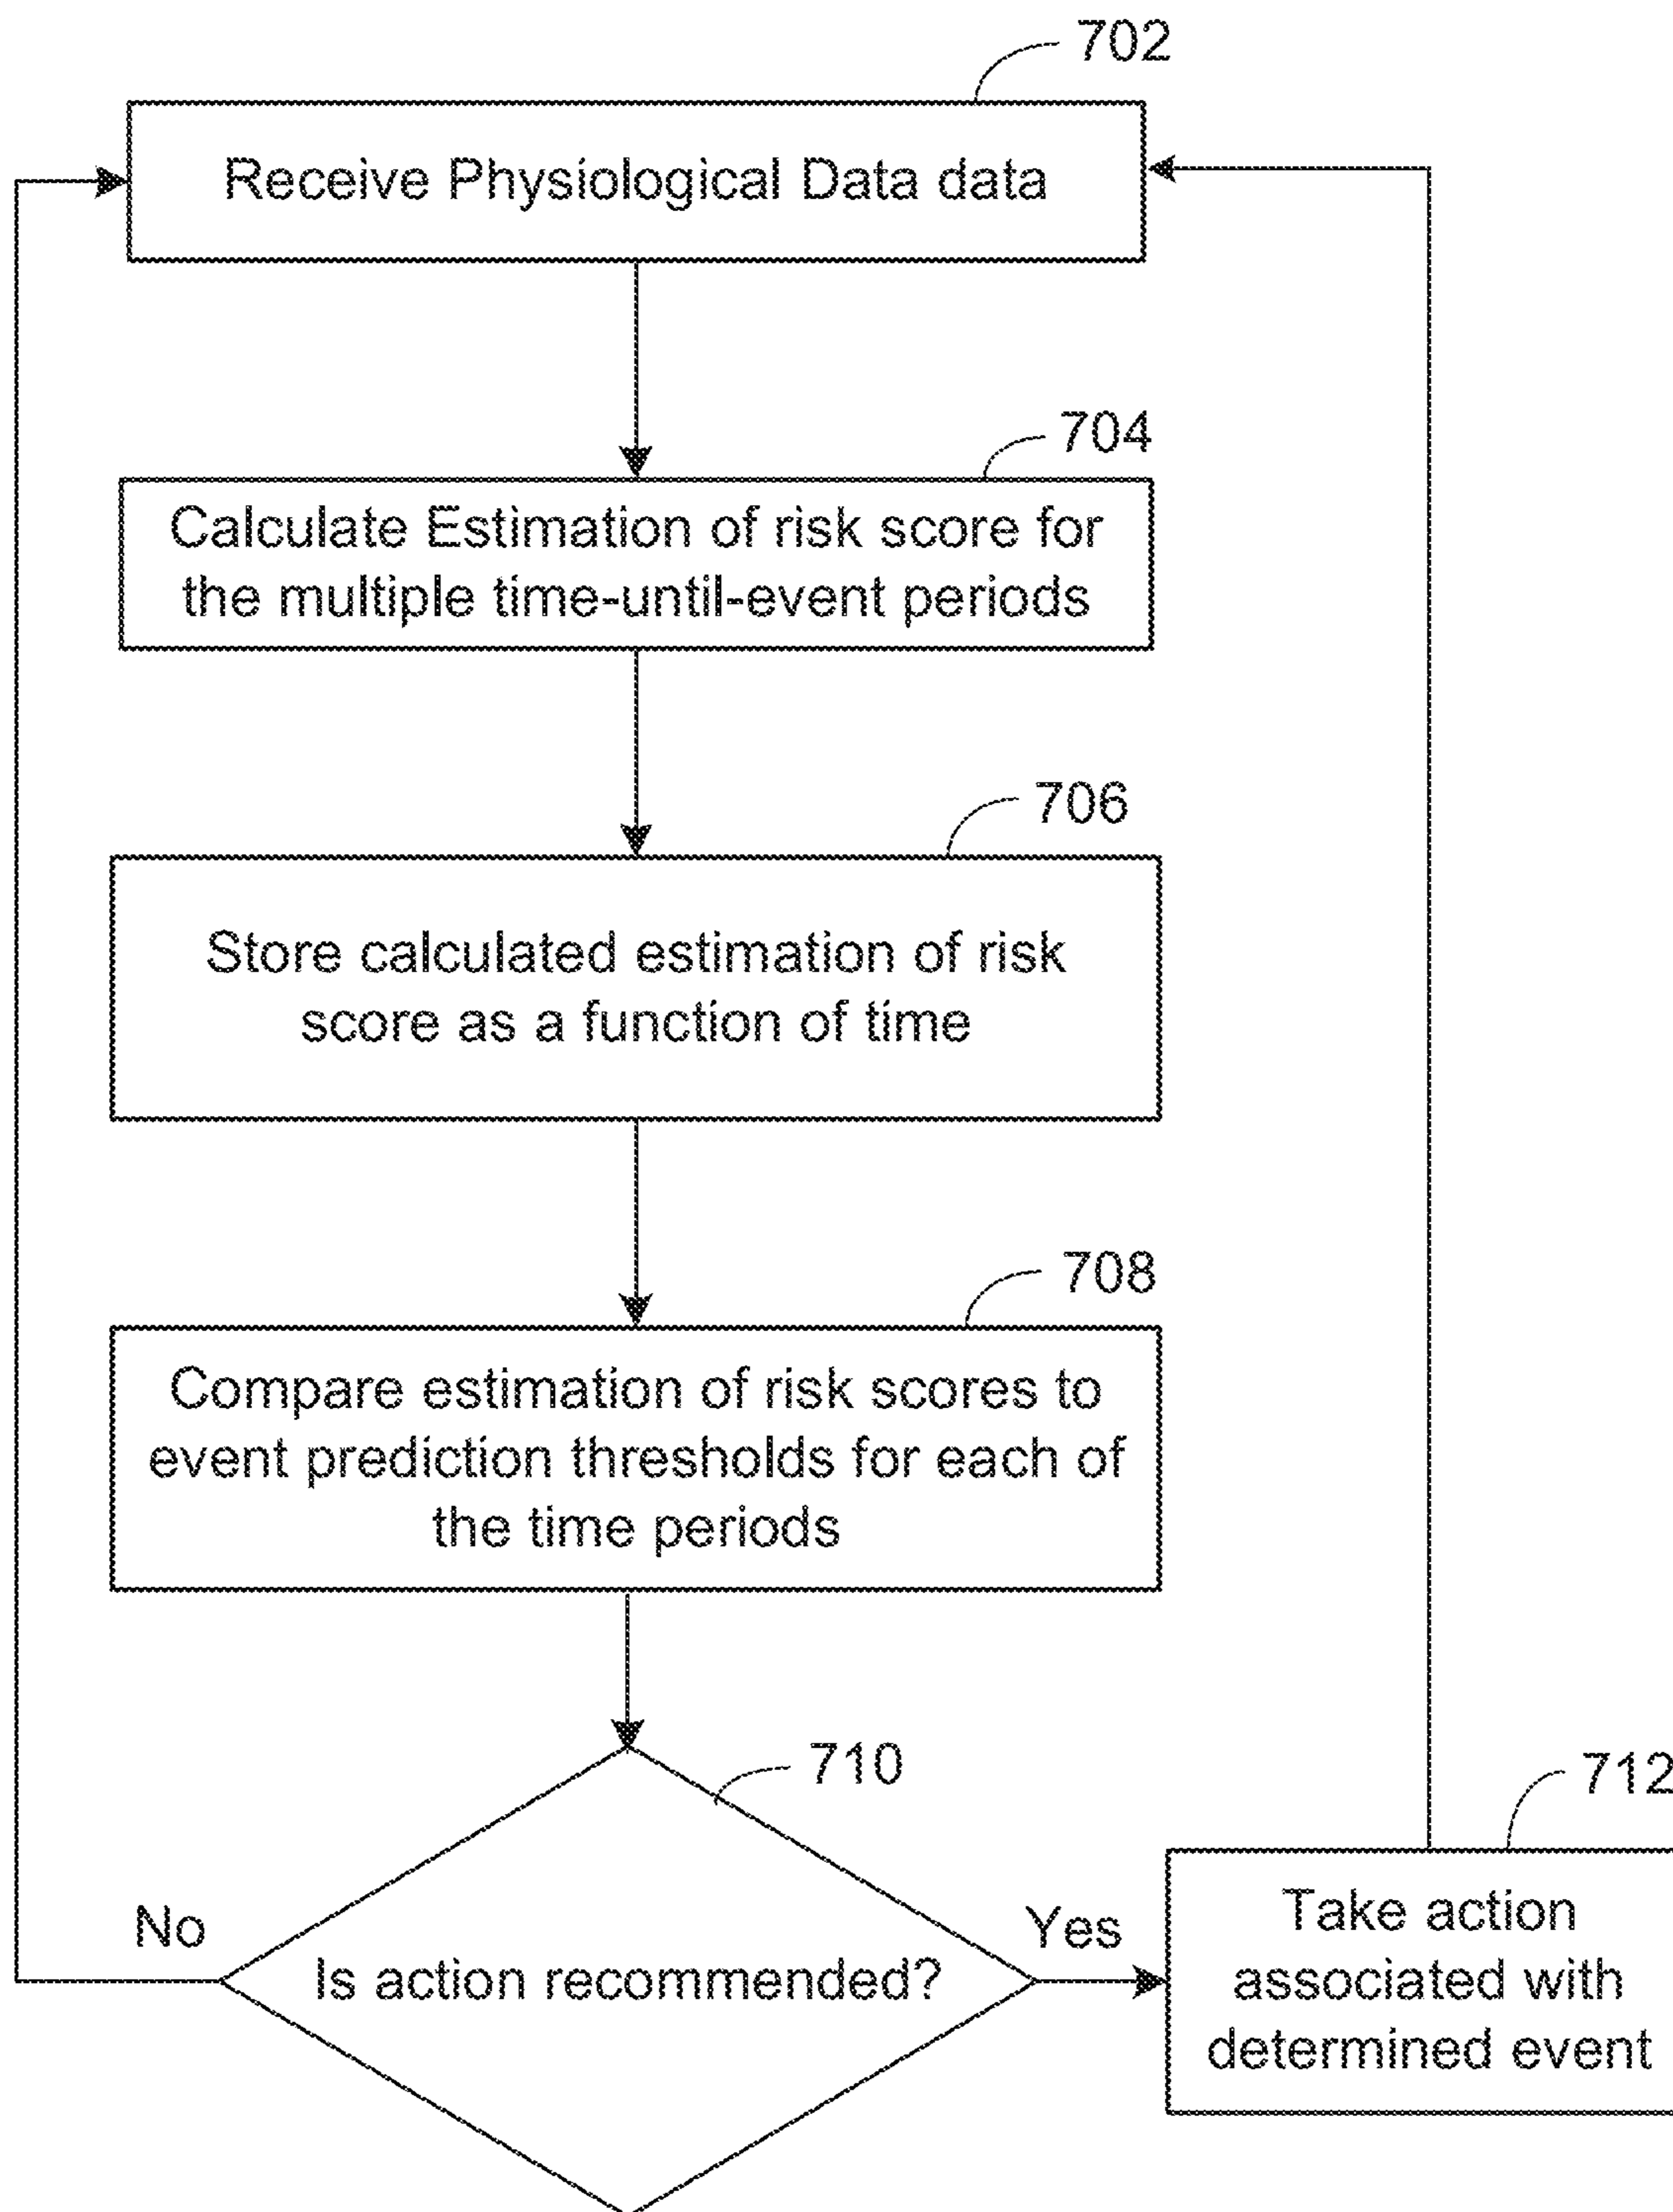 702
Receive Physiological Data data
704
Calculate Estimation of risk score for
the multiple time-until-event periods
706
Store calculated estimation of risk
score as a function of time
708
Compare estimation of risk scores to
event prediction thresholds for each of
the time periods
710
712
No
Is action recommended?
Yes
Take action
associated with
determined event